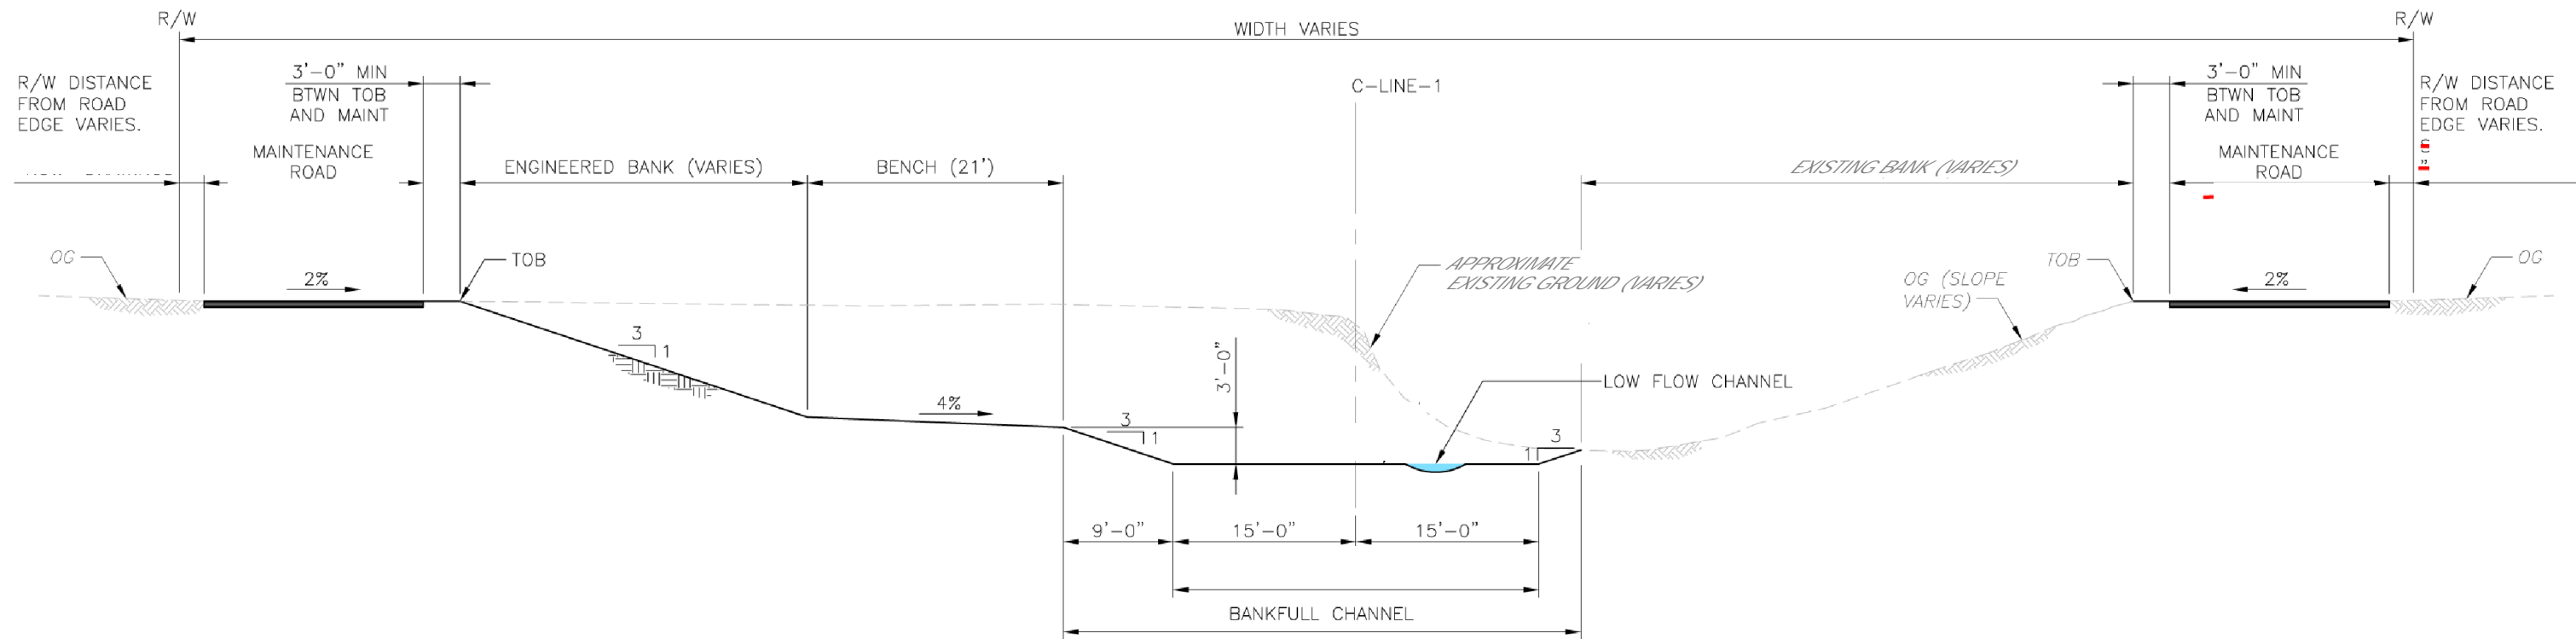 R/W
R/W
WIDTH VARIES
R/W DISTANCE
FROM ROAD
EDGE VARIES.
3'-0" MIN
BTWN TOB
AND MAINT
C-LINE-1
3'-0" MIN
BTWN TOB
AND MAINT
R/W DISTANCE
FROM ROAD
EDGE VARIES.
MAINTENANCE
ROAD
ENGINEERED BANK (VARIES)
BENCH (21')
EXISTING BANK (VARIES)
MAINTENANCE
ROAD
OG
2%
TOB
APPROXIMATE
EXISTING GROUND (VARIES)
OG (SLOPE
VARIES)
TOB
2%
OG
3
1
3'-0"
LOW FLOW CHANNEL
4%
3
1
3
1
9'-0"
15'-0"
15'-0"
BANKFULL CHANNEL